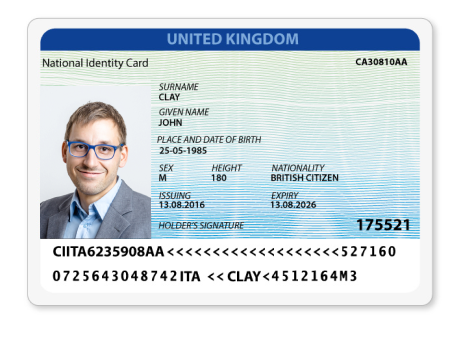 UNITED KINGDOM
National Identity Card CA30810AA
SURNAME
CLAY
GIVEN NAME
JOHN
PLACE AND DATE OF BIRTH
25-05-1985
SEX HEIGHT NATIONALITY
M 180 BRITISH CITIZEN
ISSUING EXPIRY
13.08.2016 13.08.2026
HOLDER'S SIGNATURE 175521
CIITA6235908AA<<<<<<<<<<<<<<<<<<<527160
0725643048742ITA <<CLAY<4512164M3